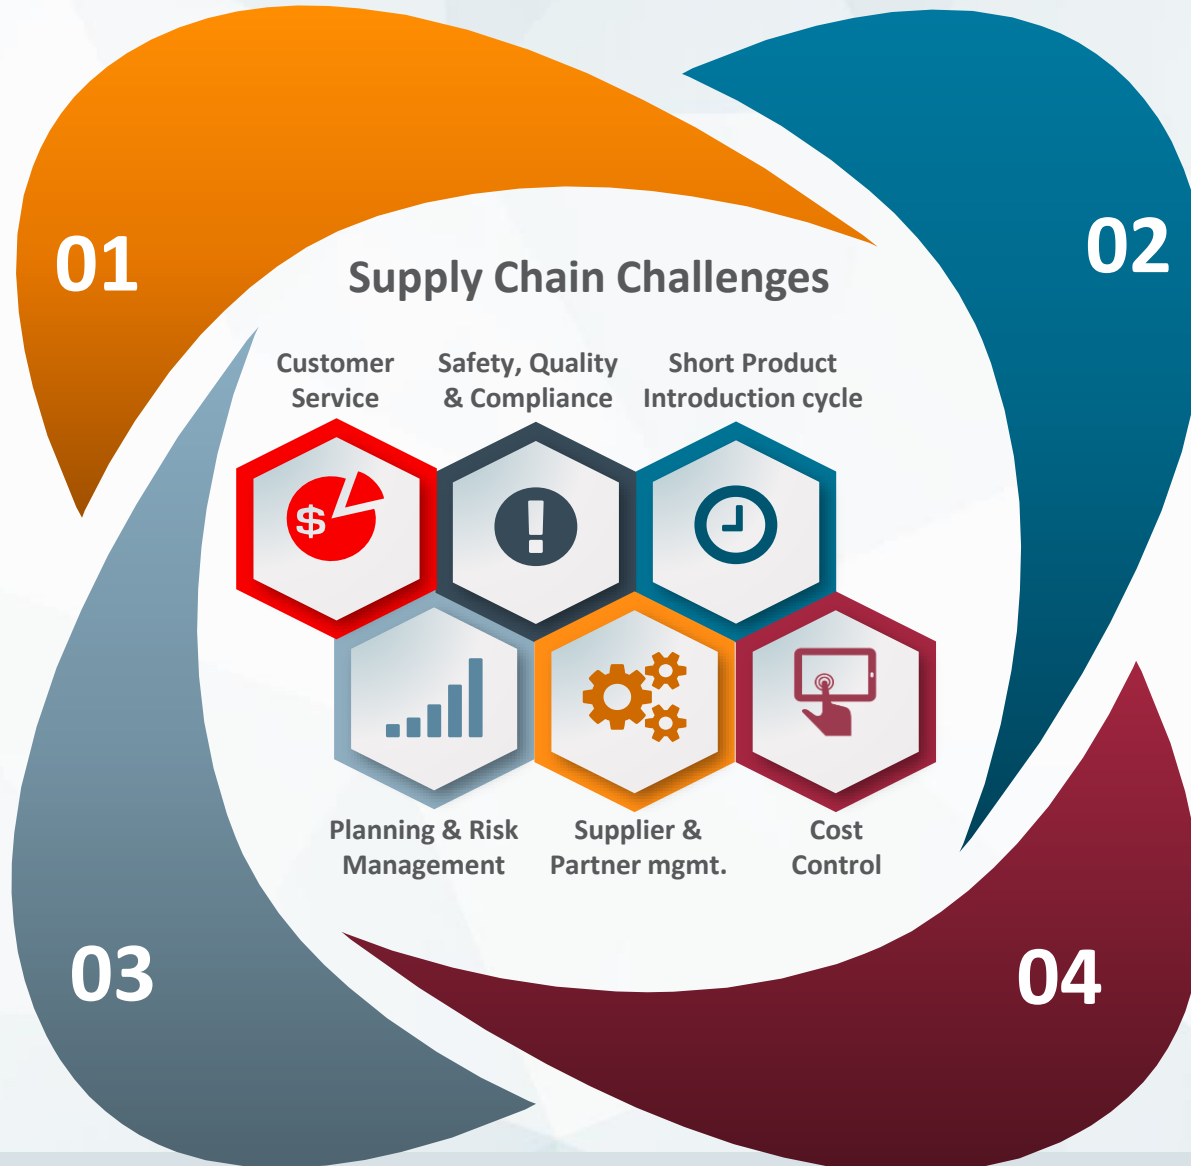 01
02
Supply Chain Challenges
Customer
Service
Safety, Quality
& Compliance
Short Product
Introduction cycle
$
!
Planning & Risk
Management
Supplier &
Partner mgmt.
Cost
Control
03
04